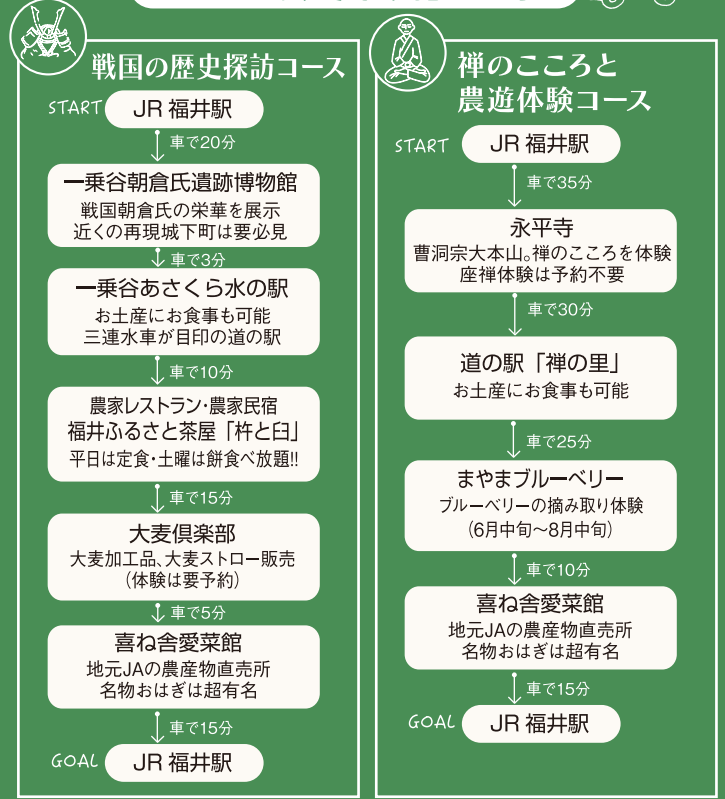 戦国の歴史探訪コース
START JR 福井駅
車で20分
一乗谷朝倉氏遺跡博物館
戦国朝倉氏の栄華を展示
近くの再現城下町は要必見
車で3分
一乗谷あさくら水の駅
お土産にお食事も可能
三連水車が目印の道の駅
車で10分
農家レストラン・農家民宿
福井ふるさと茶屋「杵と臼」
平日は定食・土曜は餅食べ放題!!
車で15分
大麦倶楽部
大麦加工品、大麦ストロー販売
(体験は要予約)
車で5分
喜ね舎愛菜館
地元JAの農産物直売所
名物おはぎは超有名
車で15分
GOAL JR 福井駅
禅のこころと
農遊体験コース
START JR 福井駅
車で35分
永平寺
曹洞宗大本山。禅のこころを体験
座禅体験は予約不要
車で30分
道の駅「禅の里」
お土産にお食事も可能
車で25分
まやまブルーベリー
ブルーベリーの摘み取り体験
(6月中旬〜8月中旬)
車で10分
喜ね舎愛菜館
地元JAの農産物直売所
名物おはぎは超有名
車で15分
GOAL JR 福井駅